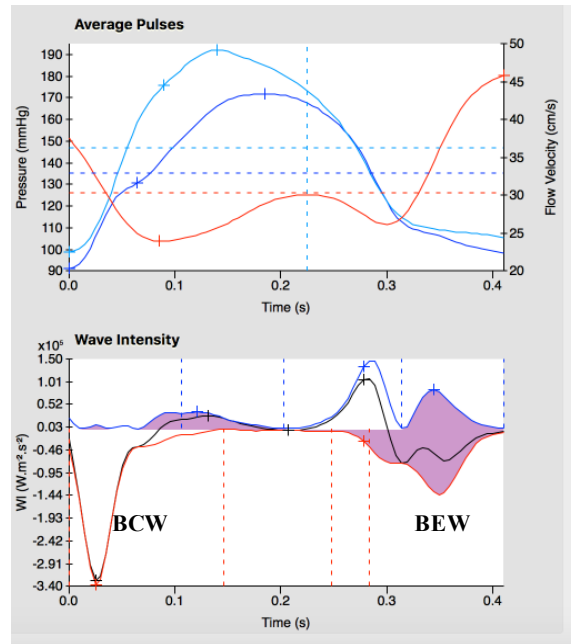 Average Pulses
190
180
170
160
150
140
130
120
110
100
90
Pressure (mmHg)
50
45
40
35
30
25
20
Flow Velocity (cm/s)
0.0 0.1 0.2 0.3 0.4
Time (s)
Wave Intensity
x10⁵
1.50
1.01
0.52
0.03
-0.46
-0.95
-1.44
-1.93
-2.42
-2.91
-3.40
WI (W.m⁻².s⁻²)
BCW BEW
0.0 0.1 0.2 0.3 0.4
Time (s)